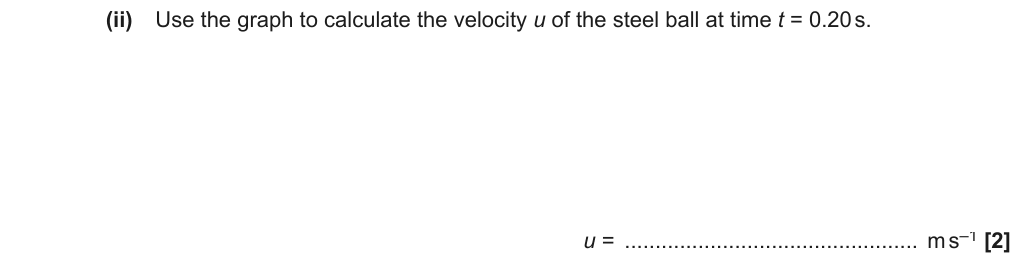 (ii) Use the graph to calculate the velocity u of the steel ball at time t = 0.20 s.
u = ................................................ m s⁻¹ [2]